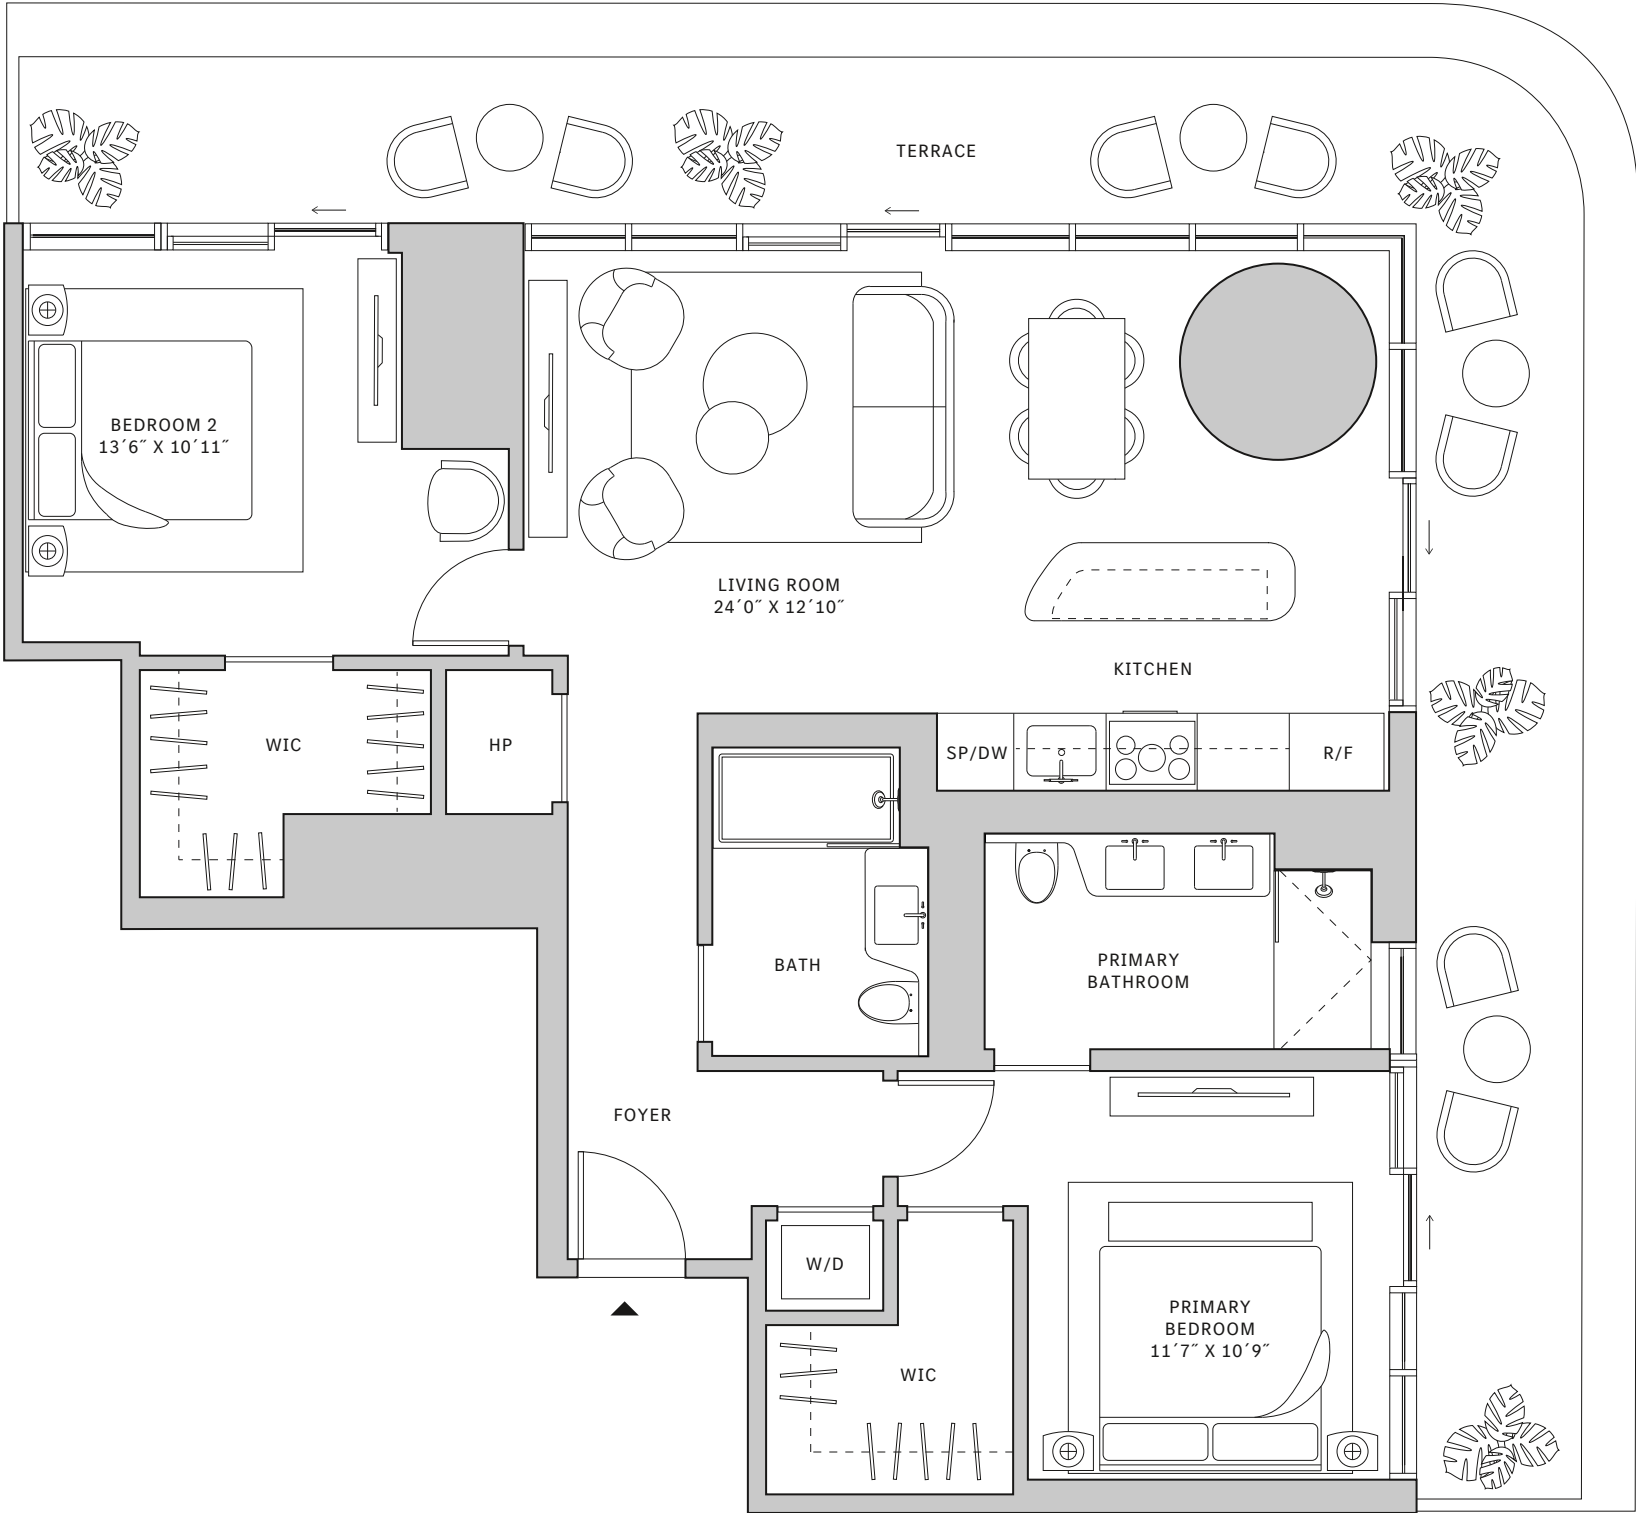 TERRACE
BEDROOM 2
13´6˝ X 10´11˝
LIVING ROOM
24´0˝ X 12´10˝
KITCHEN
WIC
HP
SP/DW
R/F
BATH
PRIMARY
BATHROOM
FOYER
W/D
PRIMARY
BEDROOM
11´7˝ X 10´9˝
WIC